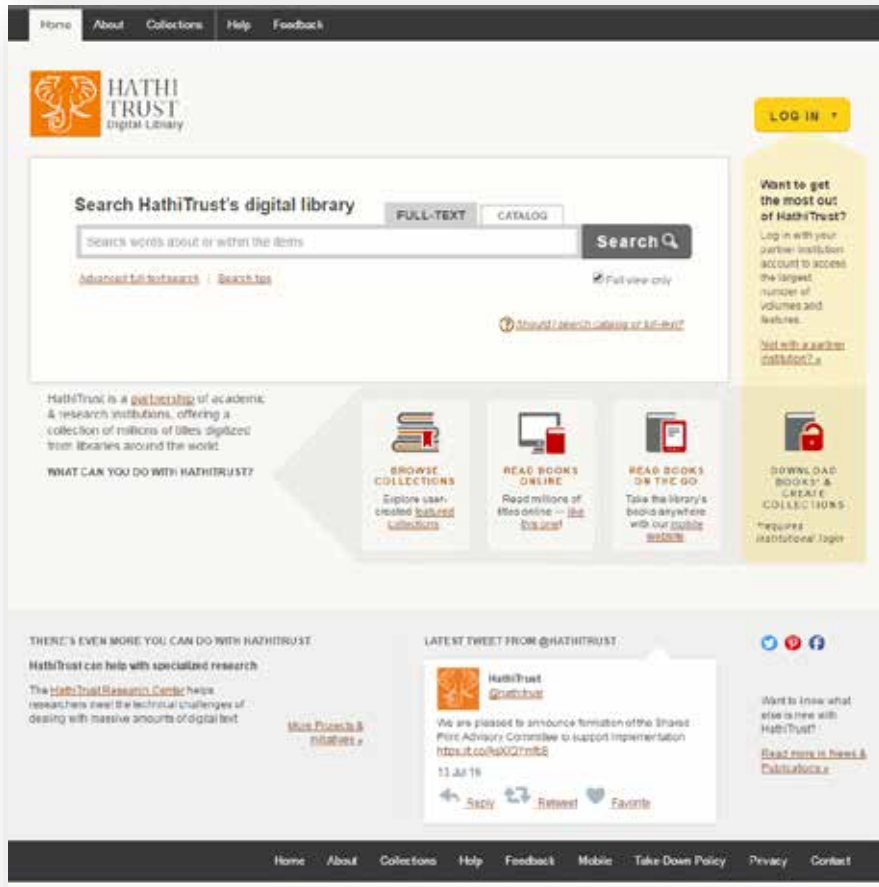 Home About Collections Help Feedback
HATHI
TRUST
Digital Library
LOG IN
Search HathiTrust's digital library
FULL-TEXT CATALOG
Search words about or within the items
Search
Advanced full-text search | Search tips
Full view only
Should I search catalog or full-text?
Want to get
the most out
of HathiTrust?
Log in with your
partner institution
account to access
the largest
number of
volumes and
features.
Not with a partner
institution? »
HathiTrust is a partnership of academic
& research institutions, offering a
collection of millions of titles digitized
from libraries around the world.
WHAT CAN YOU DO WITH HATHITRUST?
BROWSE
COLLECTIONS
Explore user-
created featured
collections
READ BOOKS
ONLINE
Read millions of
titles online — like
this one!
READ BOOKS
ON THE GO
Take the library's
books anywhere
with our mobile
website
DOWNLOAD
BOOKS* &
CREATE
COLLECTIONS
*requires
institutional login
THERE'S EVEN MORE YOU CAN DO WITH HATHITRUST
HathiTrust can help with specialized research
The HathiTrust Research Center helps
researchers meet the technical challenges of
dealing with massive amounts of digital text
More Projects &
Initiatives »
LATEST TWEET FROM @HATHITRUST
HathiTrust
@hathitrust
We are pleased to announce formation of the Shared
Print Advisory Committee to support implementation
13 Jul 16
Reply Retweet Favorite
Want to know what
else is new with
HathiTrust?
Read more in News &
Publications »
Home About Collections Help Feedback Mobile Take-Down Policy Privacy Contact